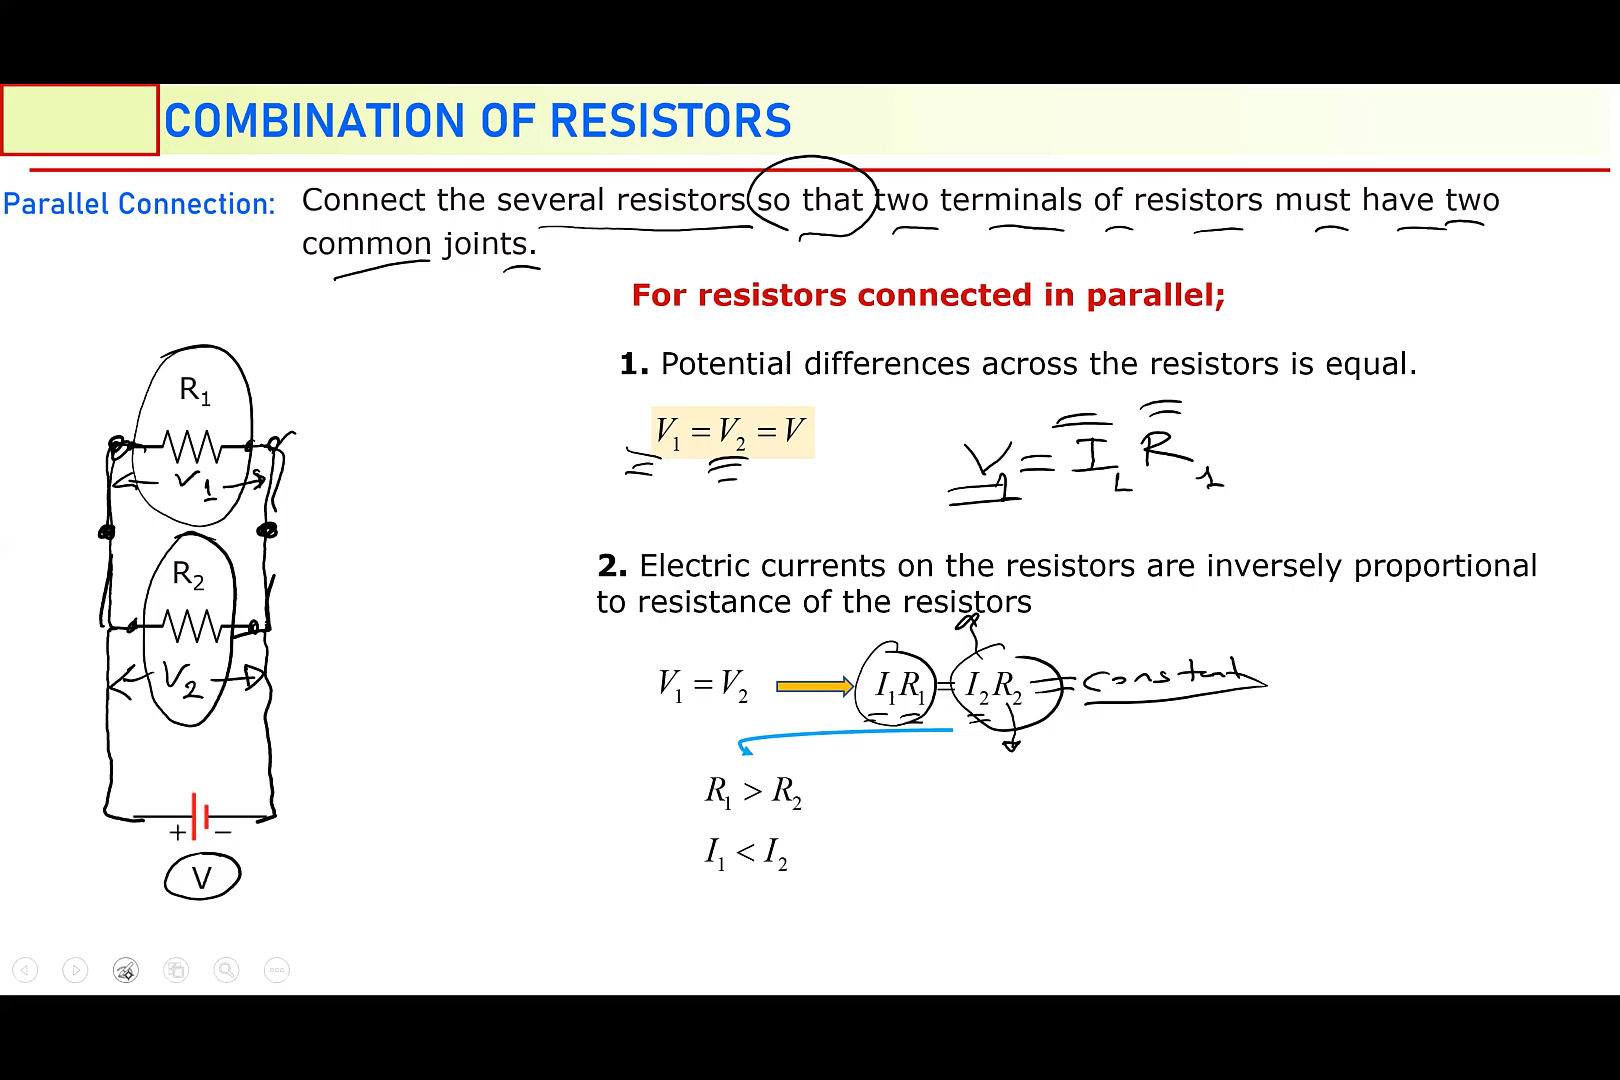 COMBINATION OF RESISTORS
Parallel Connection: Connect the several resistors so that two terminals of resistors must have two
common joints.
For resistors connected in parallel;
1. Potential differences across the resistors is equal.
V₁ = V₂ = V
V₁ = I₁ R₁
2. Electric currents on the resistors are inversely proportional
to resistance of the resistors
V₁ = V₂ I₁R₁ = I₂R₂ = constant
R₁ > R₂
I₁ < I₂
R₁
V₁
R₂
V₂
+ −
V